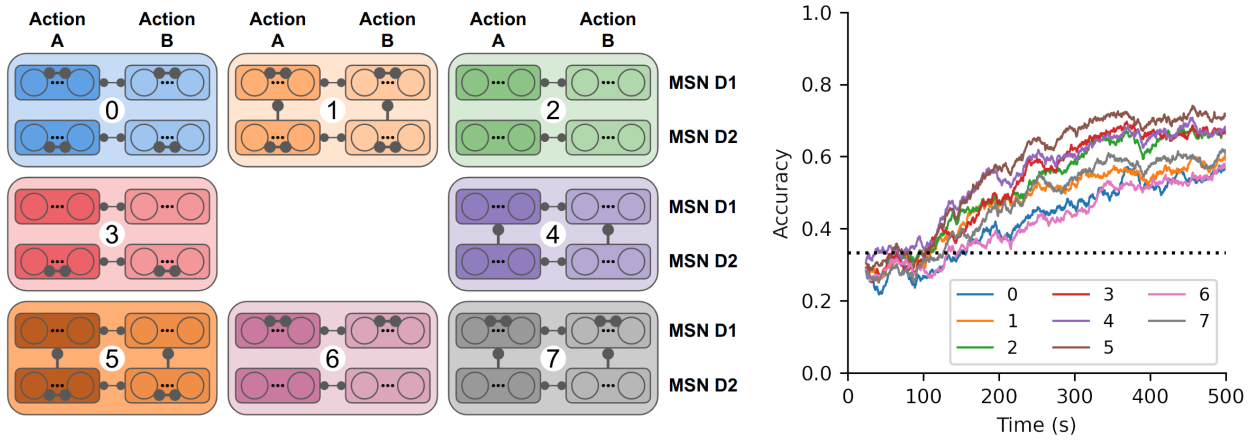 Action Action Action Action Action Action
A B A B A B
... ... ... ... ... ... MSN D1
0 1 2
... ... ... ... ... ... MSN D2
... ... ... ... MSN D1
3 4
... ... ... ... MSN D2
... ... ... ... ... ... MSN D1
5 6 7
... ... ... ... ... ... MSN D2
1.0
0.8
0.6
0.4
0.2
0.0
Accuracy
0 3 6
1 4 7
2 5
0 100 200 300 400 500
Time (s)